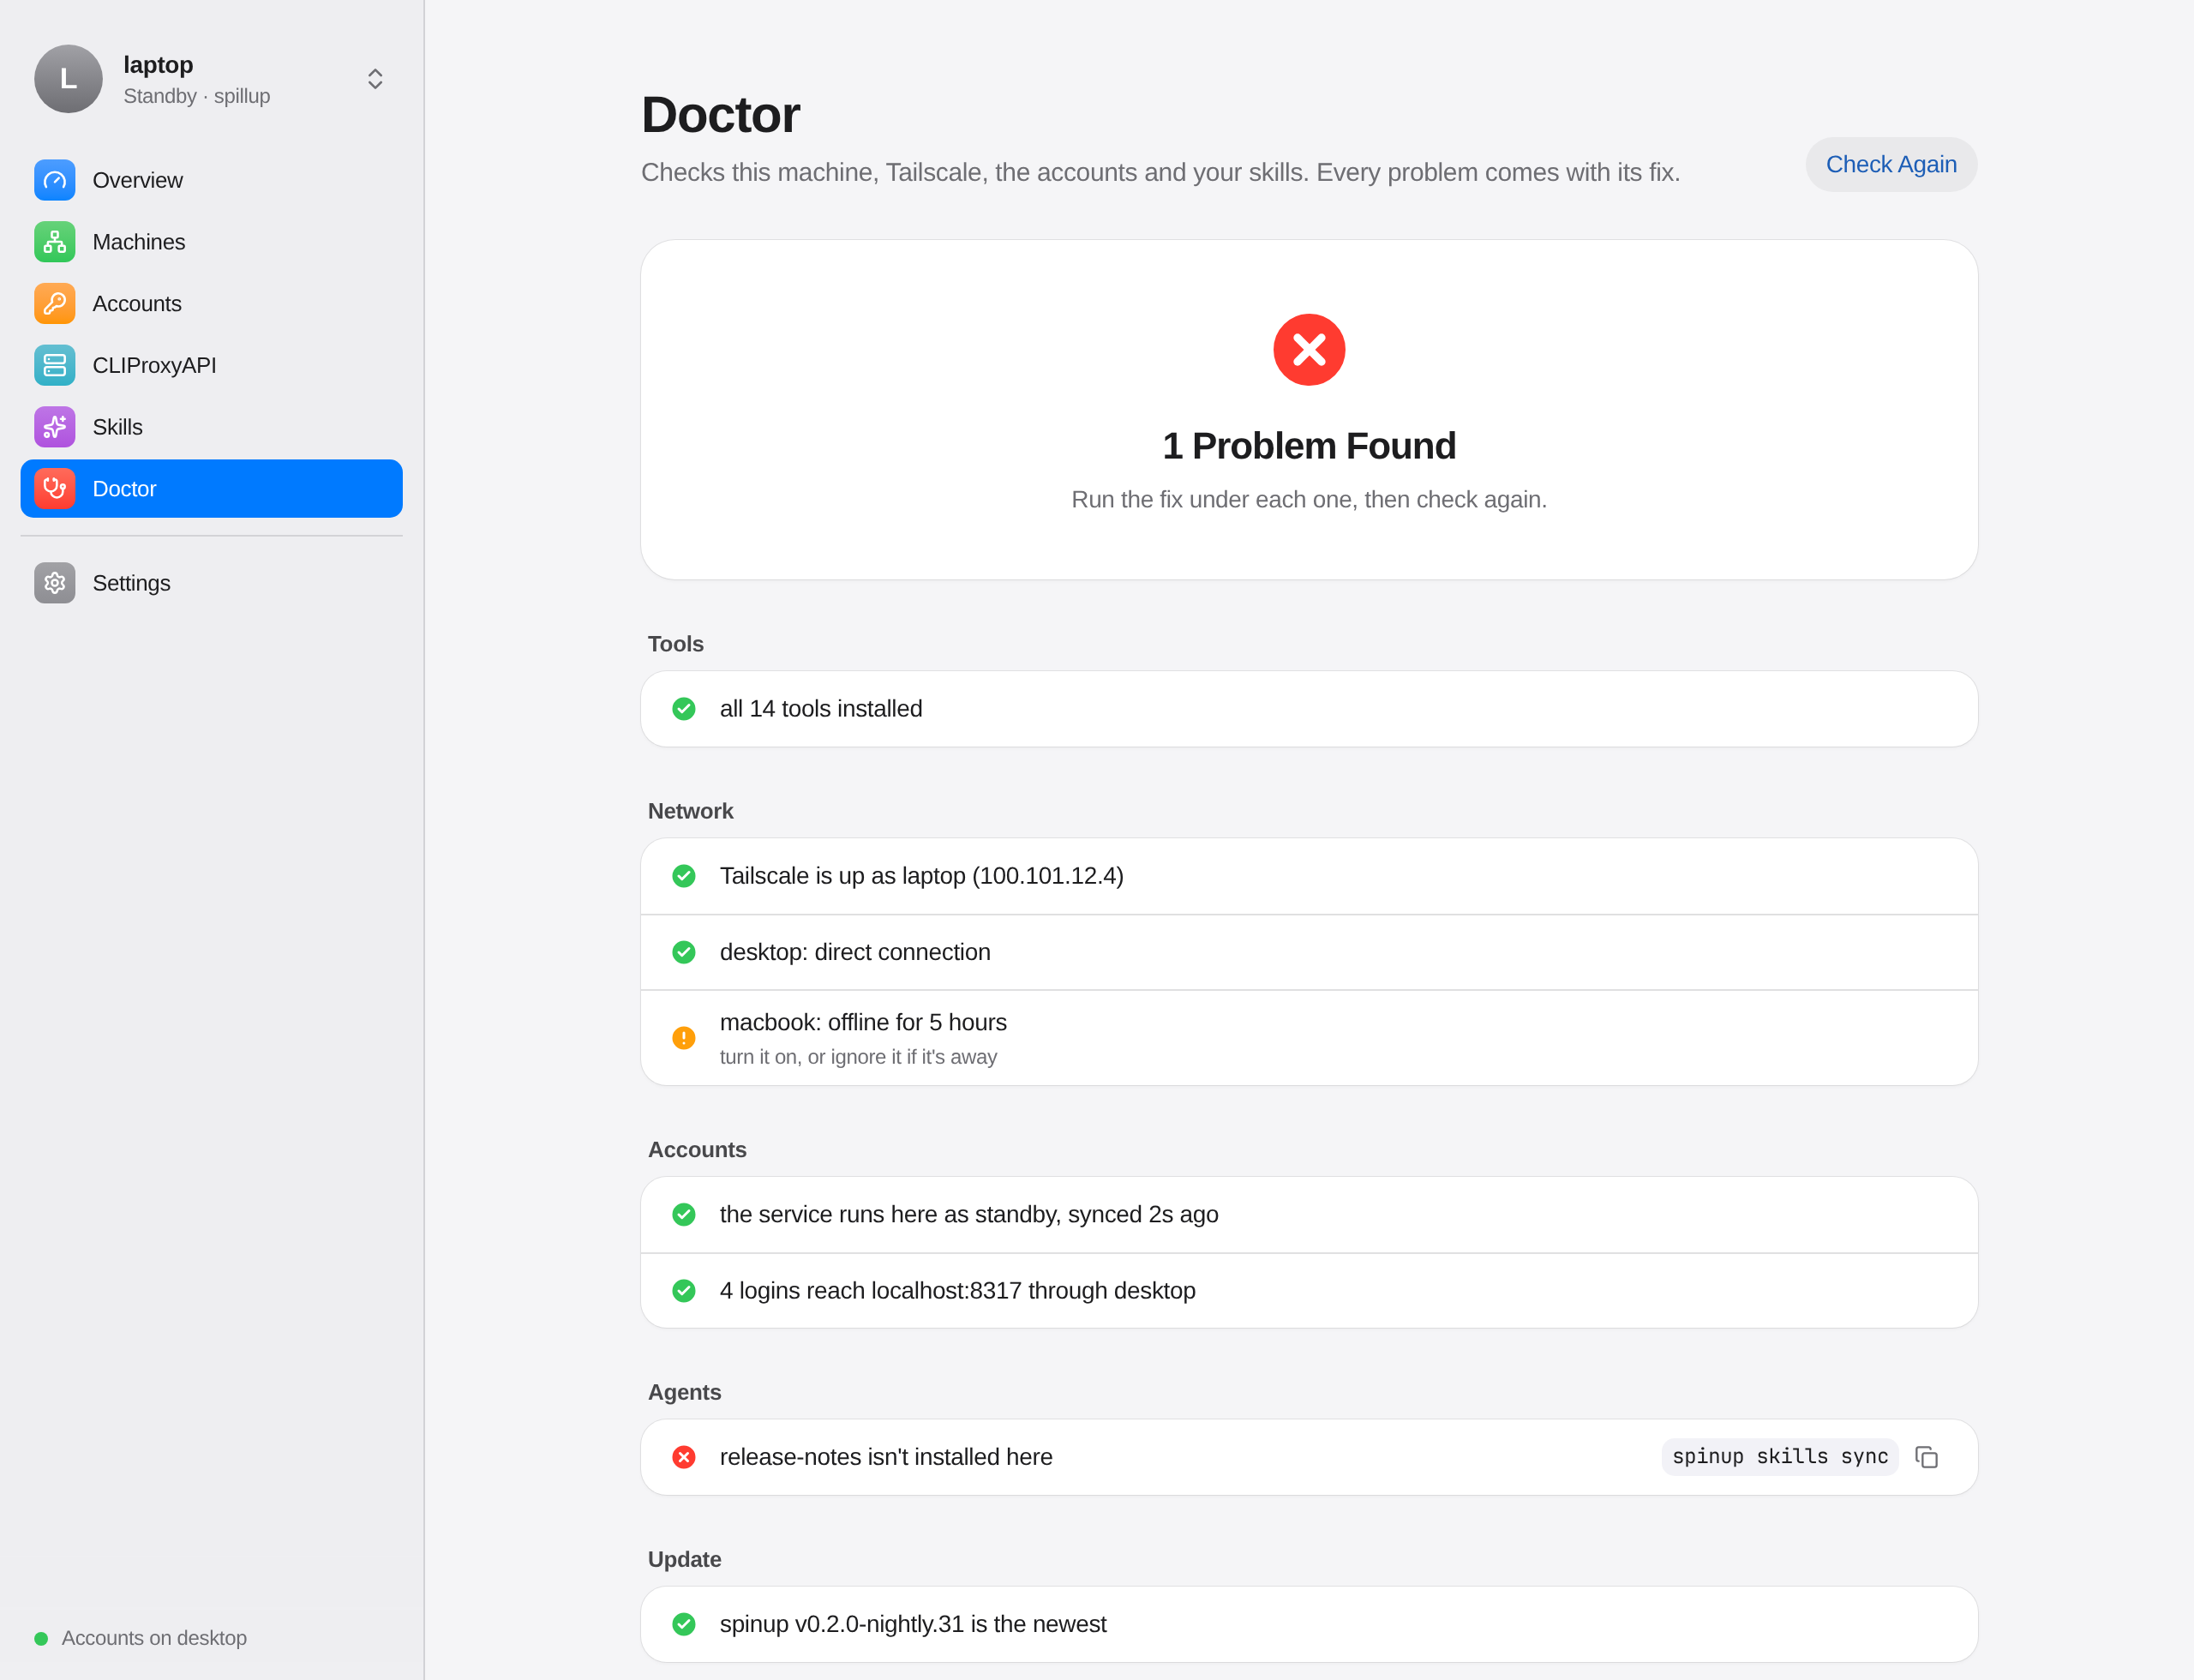 L
laptop
Standby · spillup
Overview
Machines
Accounts
CLIProxyAPI
Skills
Doctor
Settings
Accounts on desktop
Doctor
Checks this machine, Tailscale, the accounts and your skills. Every problem comes with its fix.
Check Again
1 Problem Found
Run the fix under each one, then check again.
Tools
all 14 tools installed
Network
Tailscale is up as laptop (100.101.12.4)
desktop: direct connection
macbook: offline for 5 hours
turn it on, or ignore it if it's away
Accounts
the service runs here as standby, synced 2s ago
4 logins reach localhost:8317 through desktop
Agents
release-notes isn't installed here
spinup skills sync
Update
spinup v0.2.0-nightly.31 is the newest